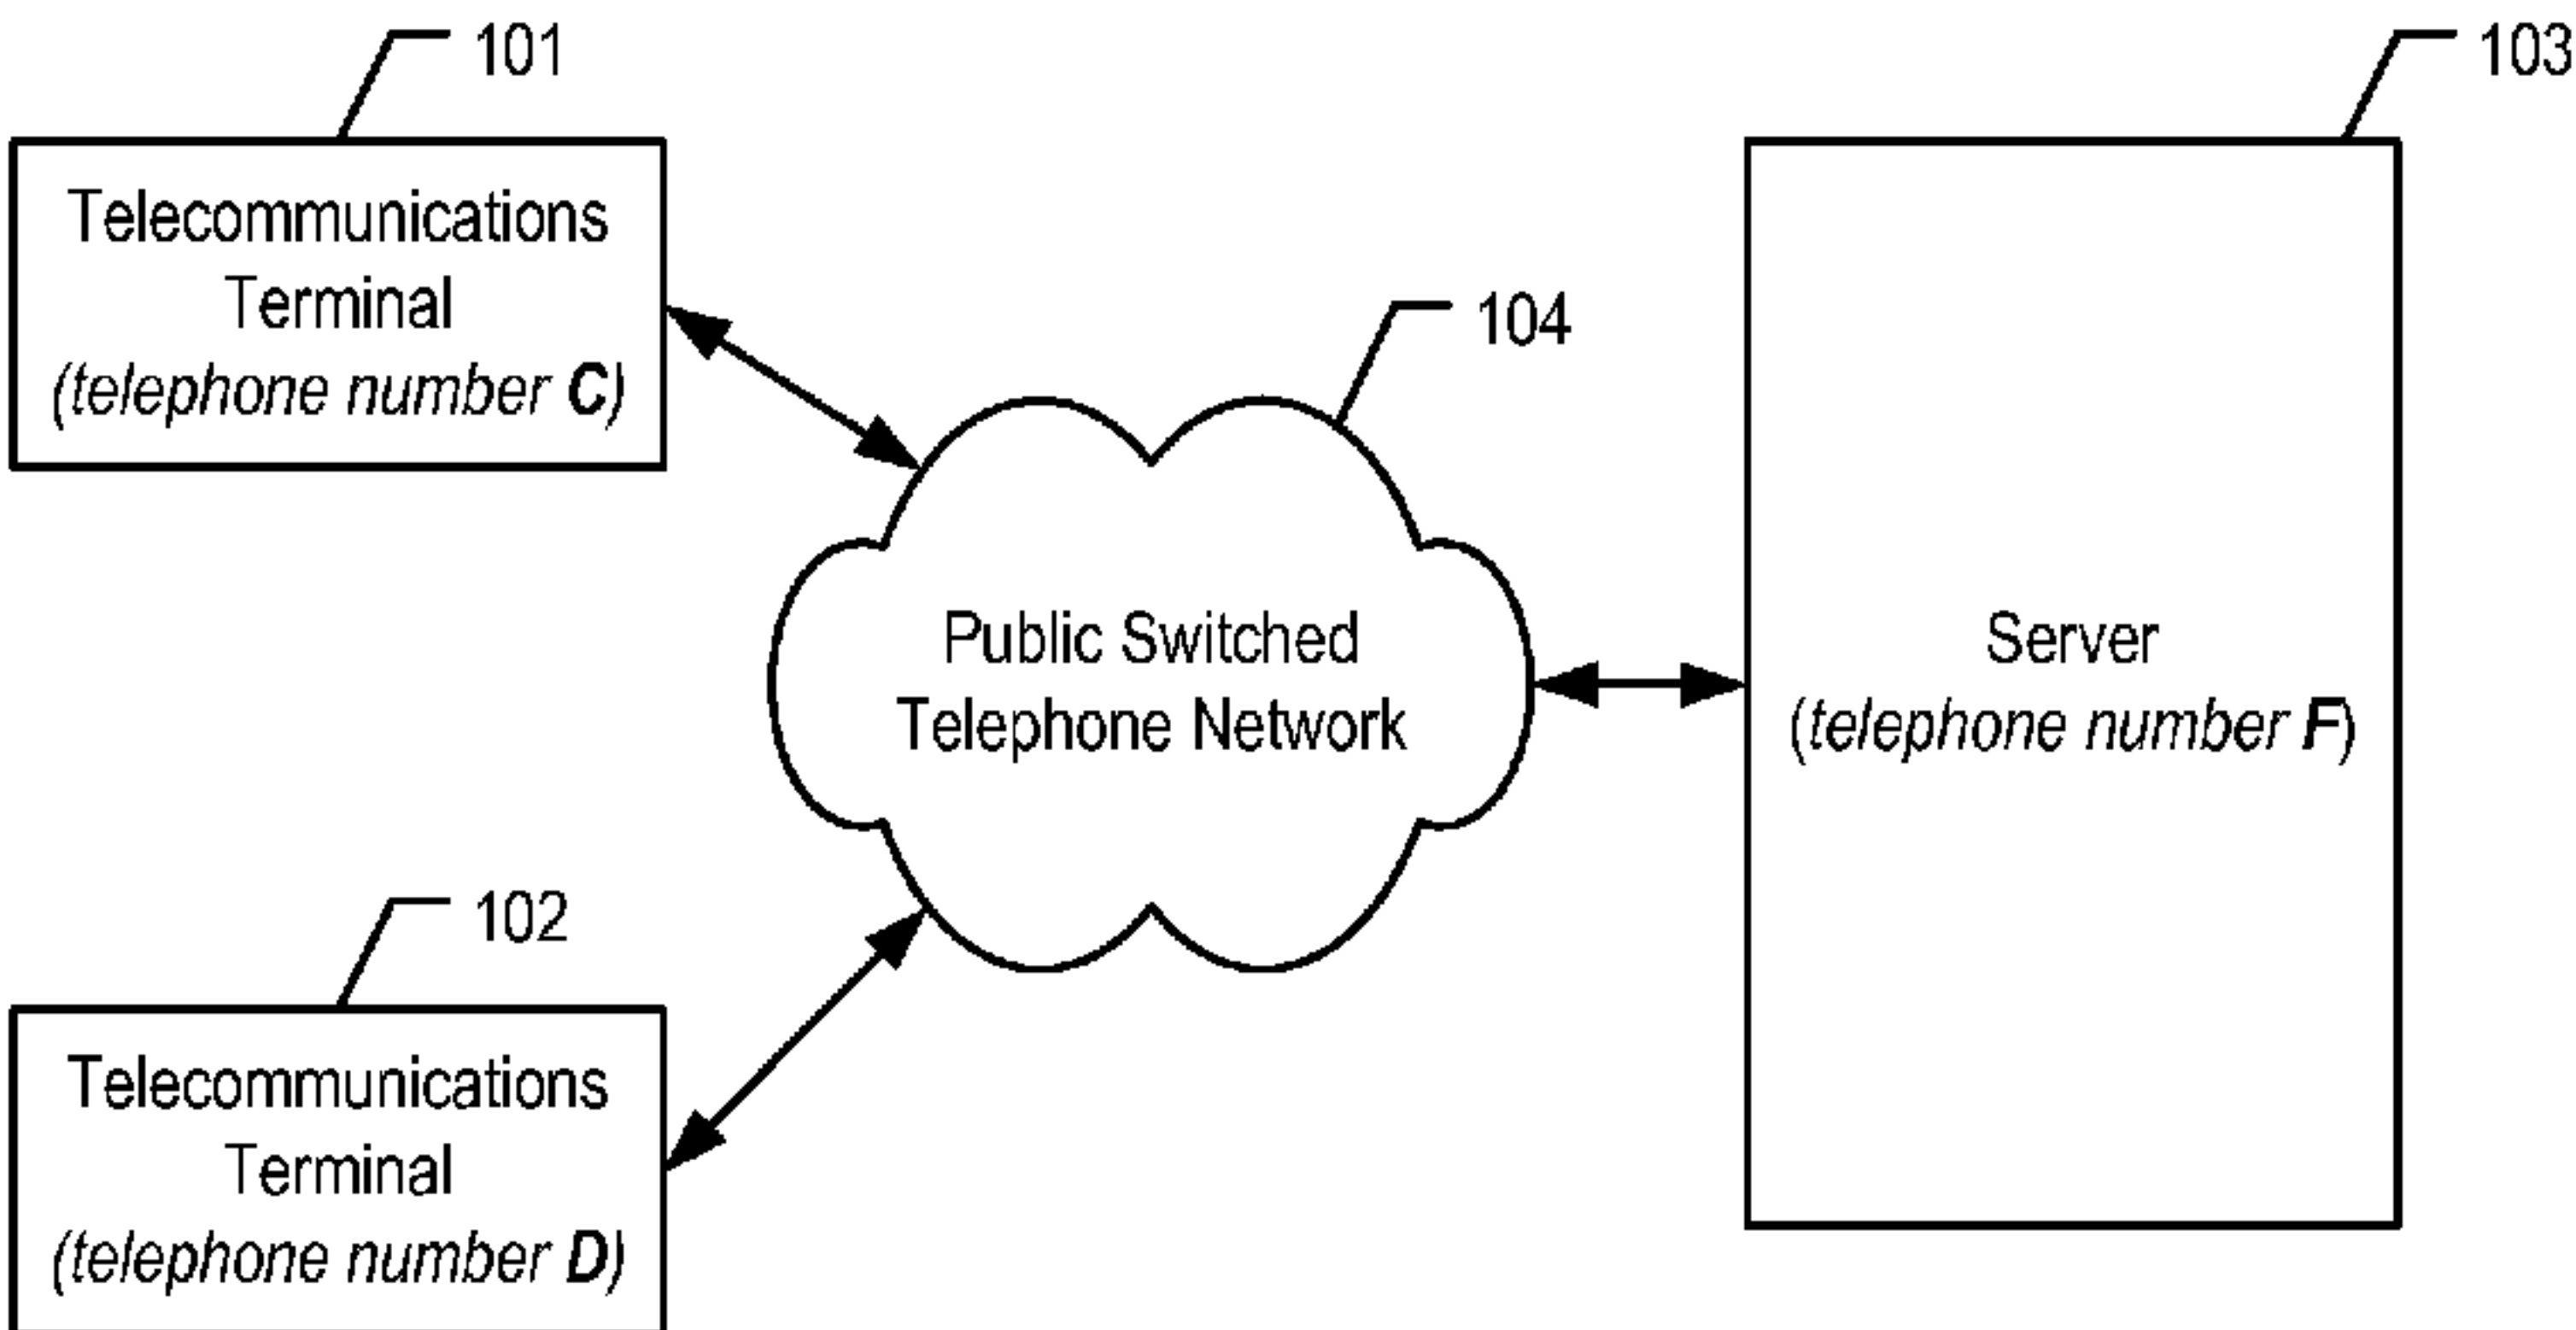 101
Telecommunications
Terminal
(telephone number C)
102
Telecommunications
Terminal
(telephone number D)
104
Public Switched
Telephone Network
103
Server
(telephone number F)